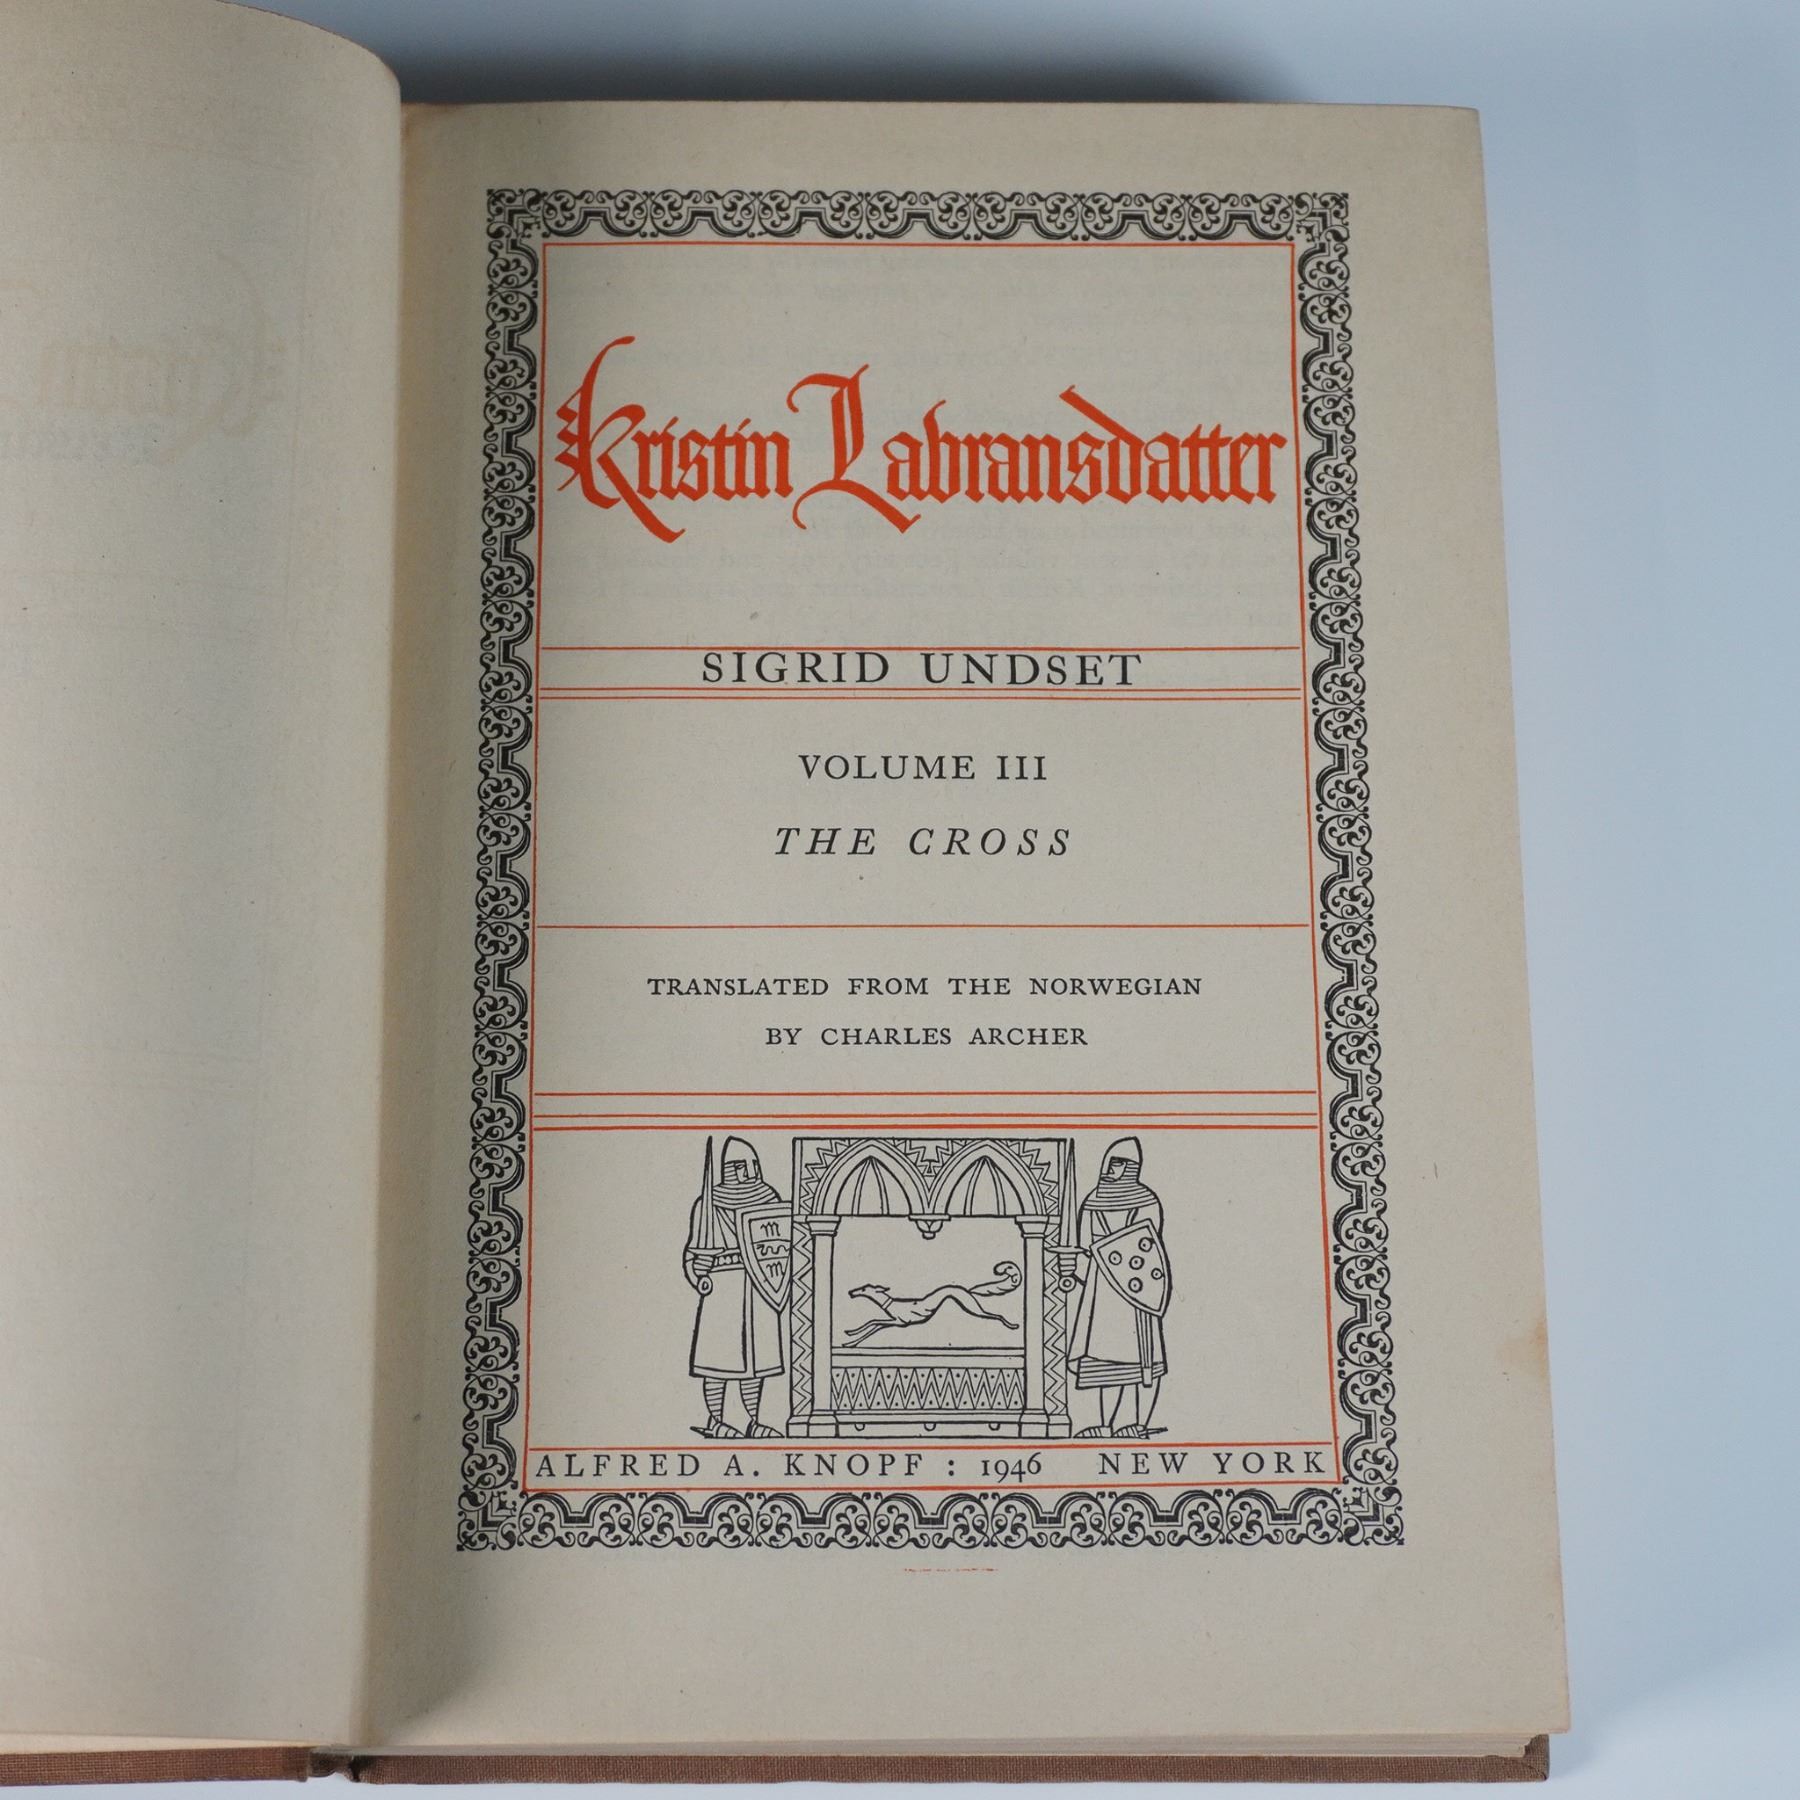 Kristin Labransdatter
SIGRID UNDSET
VOLUME III
THE CROSS
TRANSLATED FROM THE NORWEGIAN
BY CHARLES ARCHER
ALFRED A. KNOPF : 1946 NEW YORK